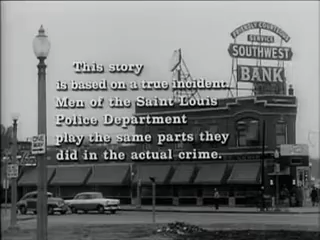 FRIENDLY COURTEOUS
SERVICE
SOUTHWEST
BANK
This story
is based on a true incident.
Men of the Saint Louis
Police Department
play the same parts they
did in the actual crime.